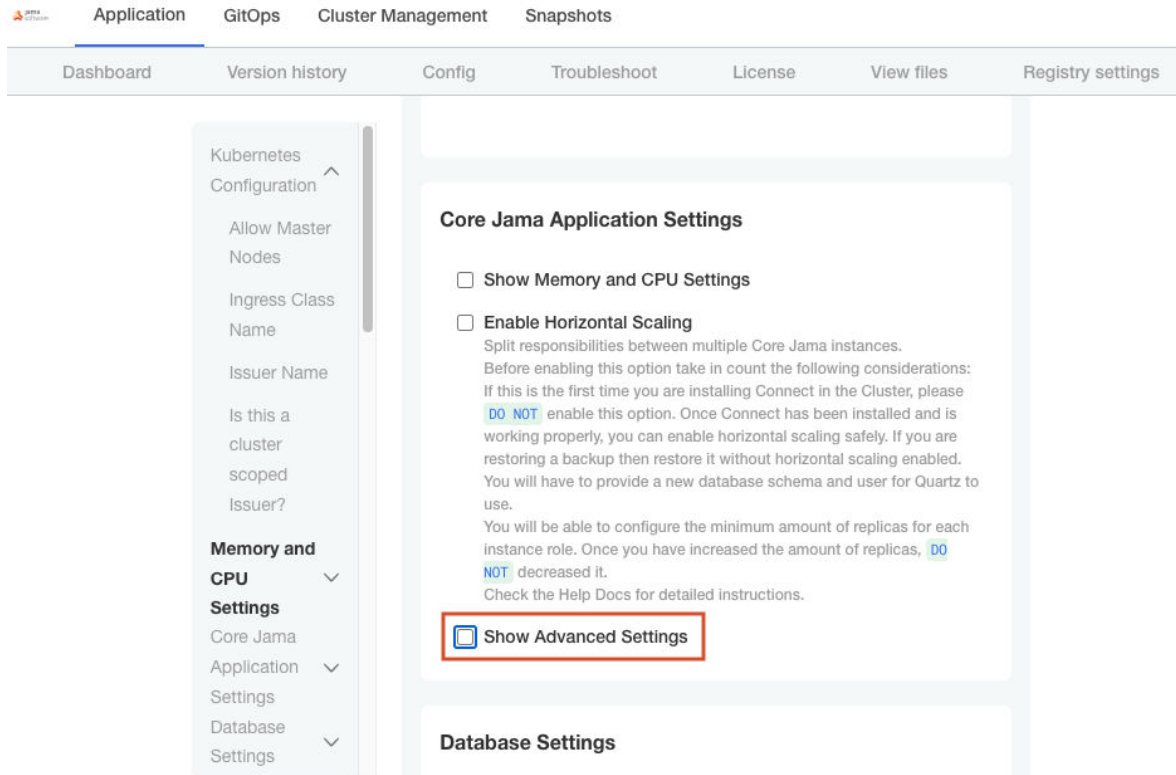 jama
software
Application GitOps Cluster Management Snapshots
Dashboard Version history Config Troubleshoot License View files Registry settings
Kubernetes
Configuration
Allow Master
Nodes
Ingress Class
Name
Issuer Name
Is this a
cluster
scoped
Issuer?
Memory and
CPU
Settings
Core Jama
Application
Settings
Database
Settings
Core Jama Application Settings
Show Memory and CPU Settings
Enable Horizontal Scaling
Split responsibilities between multiple Core Jama instances.
Before enabling this option take in count the following considerations:
If this is the first time you are installing Connect in the Cluster, please
DO NOT enable this option. Once Connect has been installed and is
working properly, you can enable horizontal scaling safely. If you are
restoring a backup then restore it without horizontal scaling enabled.
You will have to provide a new database schema and user for Quartz to
use.
You will be able to configure the minimum amount of replicas for each
instance role. Once you have increased the amount of replicas, DO
NOT decreased it.
Check the Help Docs for detailed instructions.
Show Advanced Settings
Database Settings